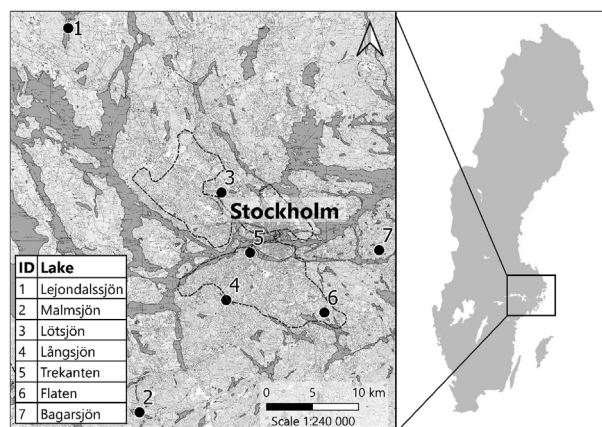 1
3
Stockholm
7
5
4
6
2
ID Lake
1 Lejondalssjön
2 Malmsjön
3 Lötsjön
4 Långsjön
5 Trekanten
6 Flaten
7 Bagarsjön
0 5 10 km
Scale 1:240 000